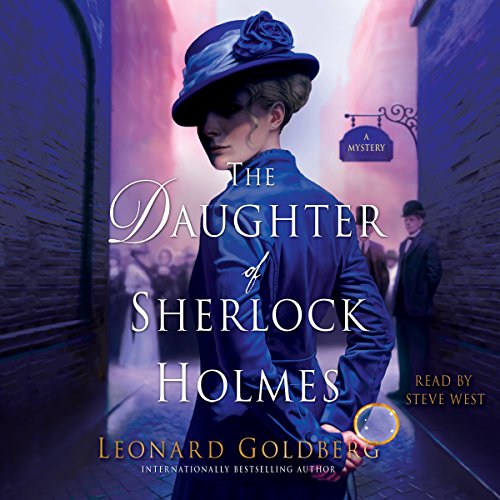 A
MYSTERY
THE
DAUGHTER
of
SHERLOCK
HOLMES
READ BY
STEVE WEST
LEONARD GOLDBERG
INTERNATIONALLY BESTSELLING AUTHOR